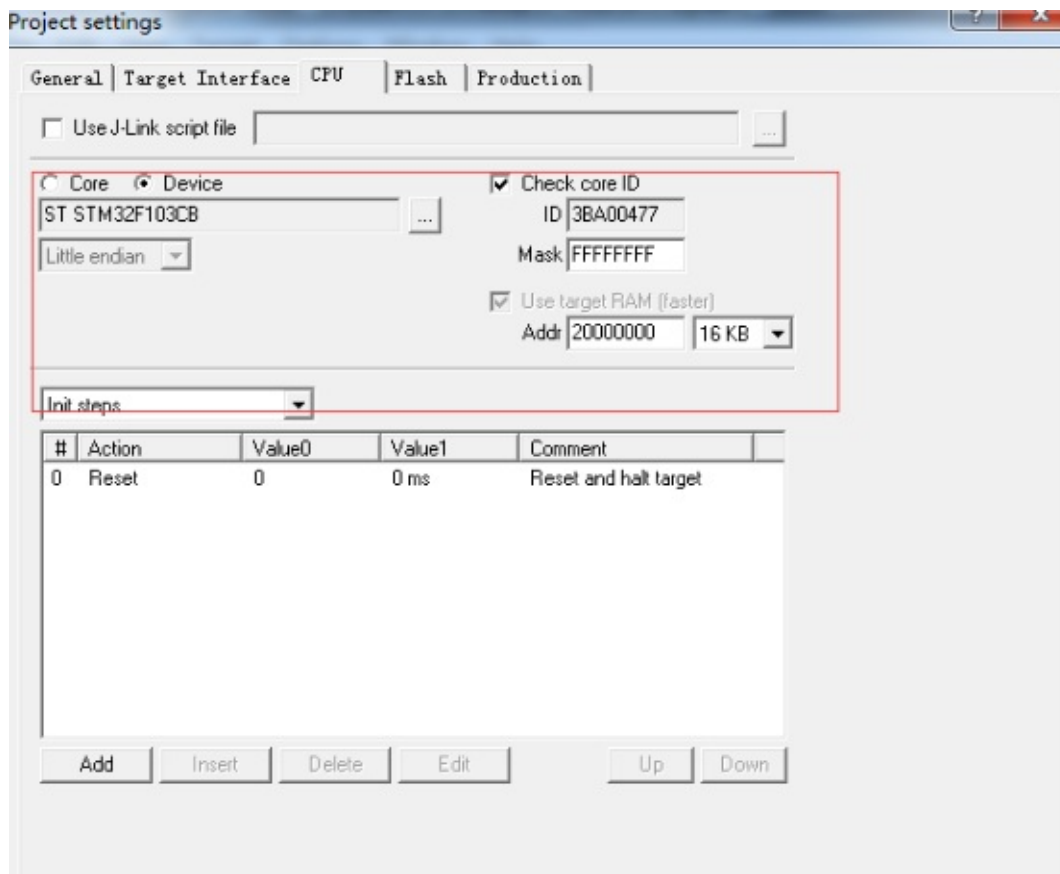 Project settings
General Target Interface CPU Flash Production
Use J-Link script file ...
Core Device Check core ID
ST STM32F103CB ... ID 3BA00477
Little endian Mask FFFFFFFF
Use target RAM (faster)
Addr 20000000 16 KB
Init steps
# Action Value0 Value1 Comment
0 Reset 0 0 ms Reset and halt target
Add Insert Delete Edit Up Down